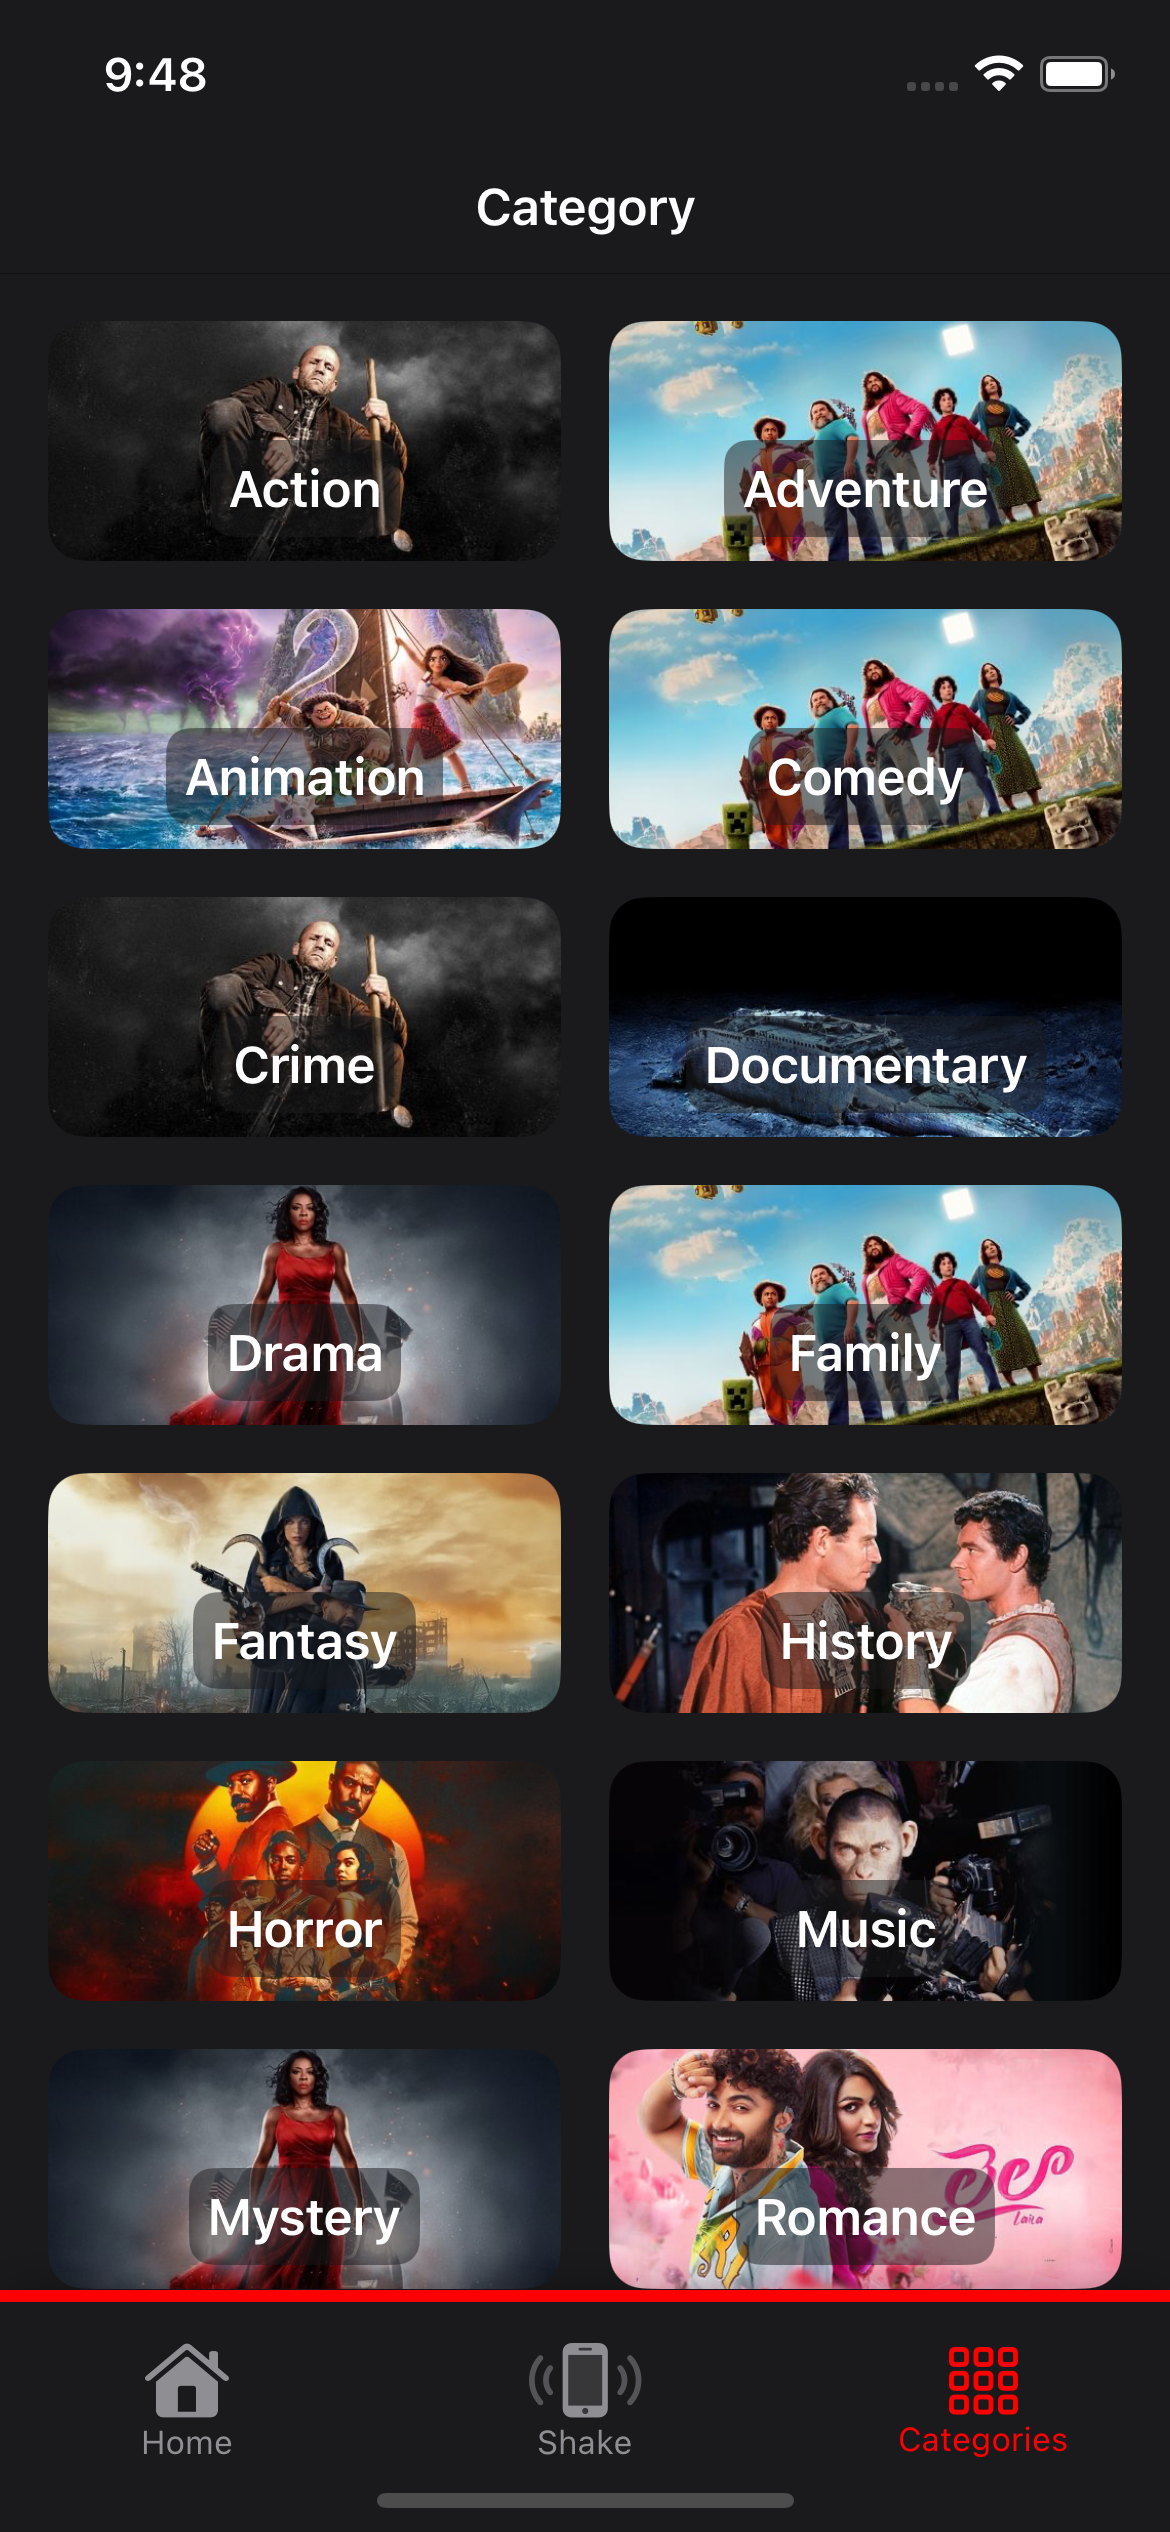 9:48
Category
Action
Adventure
Animation
Comedy
Crime
Documentary
Drama
Family
Fantasy
History
Horror
Music
Mystery
Romance
Laila
Home
Shake
Categories